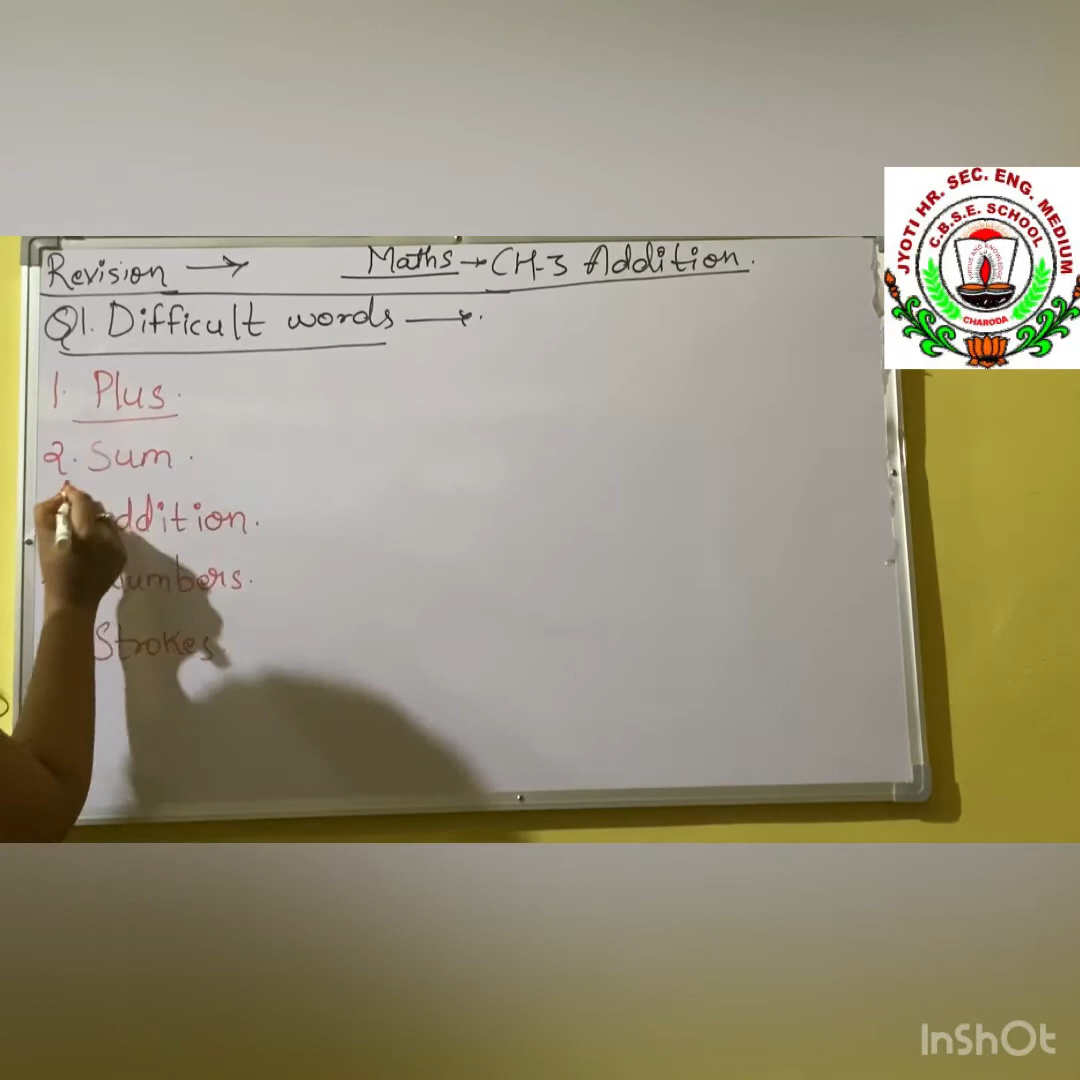 JYOTI HR. SEC. ENG. MEDIUM
C.B.S.E. SCHOOL
CHARODA
Revision → Maths → CH-3 Addition.
Q1. Difficult words →.
1. Plus.
2. Sum.
ddition.
umbers.
Strokes.
InShOt